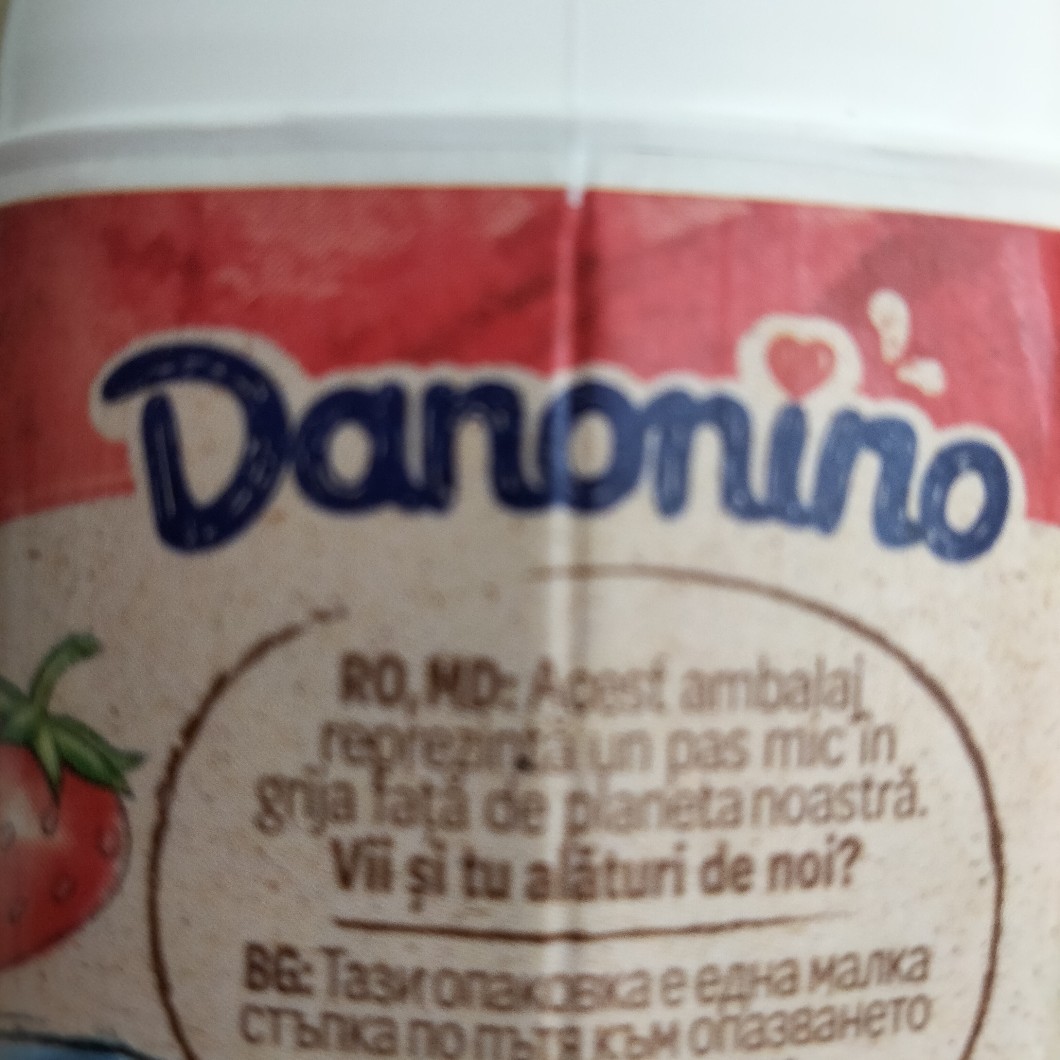 Danonino
RO, MD: Acest ambalaj
reprezintă un pas mic în
grija față de planeta noastră.
Vii și tu alături de noi?
BG: Тази опаковка е една малка
стъпка по пътя към опазването